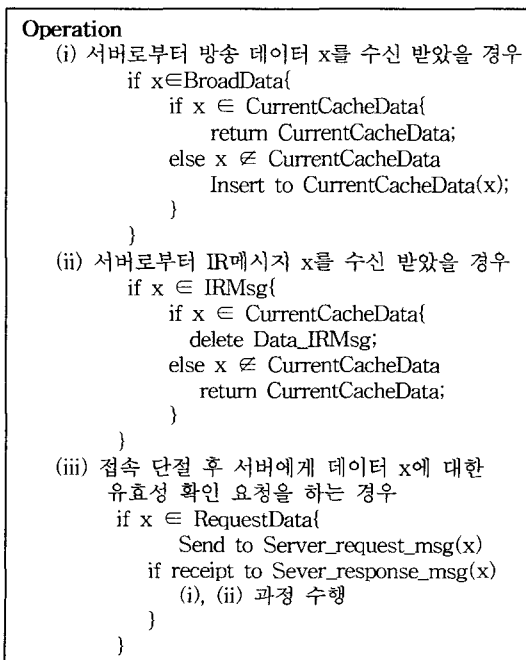 Operation
(i) 서버로부터 방송 데이터 x를 수신 받았을 경우
if x∈BroadData{
if x ∈ CurrentCacheData{
return CurrentCacheData;
else x ∉ CurrentCacheData
Insert to CurrentCacheData(x);
}
}
(ii) 서버로부터 IR메시지 x를 수신 받았을 경우
if x ∈ IRMsg{
if x ∈ CurrentCacheData{
delete Data_IRMsg;
else x ∉ CurrentCacheData
return CurrentCacheData;
}
}
(iii) 접속 단절 후 서버에게 데이터 x에 대한
유효성 확인 요청을 하는 경우
if x ∈ RequestData{
Send to Server_request_msg(x)
if receipt to Sever_response_msg(x)
(i), (ii) 과정 수행
}
}